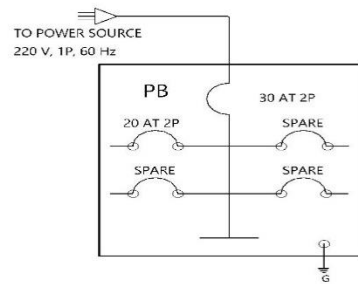 TO POWER SOURCE
220 V, 1P, 60 Hz
PB
30 AT 2P
20 AT 2P
SPARE
SPARE
SPARE
G